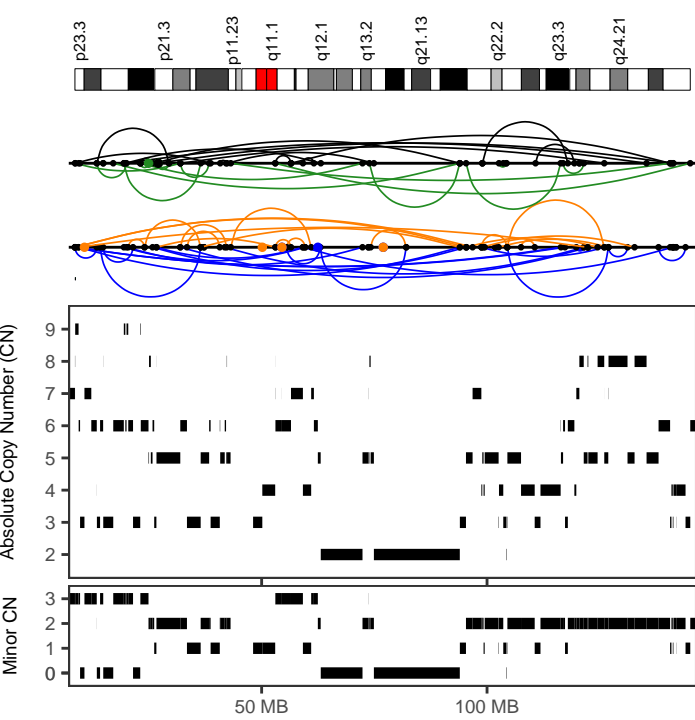 p23.3
p21.3
p11.23
q11.1
q12.1
q13.2
q21.13
q22.2
q23.3
q24.21
Absolute Copy Number (CN)
9
8
7
6
5
4
3
2
Minor CN
3
2
1
0
50 MB
100 MB